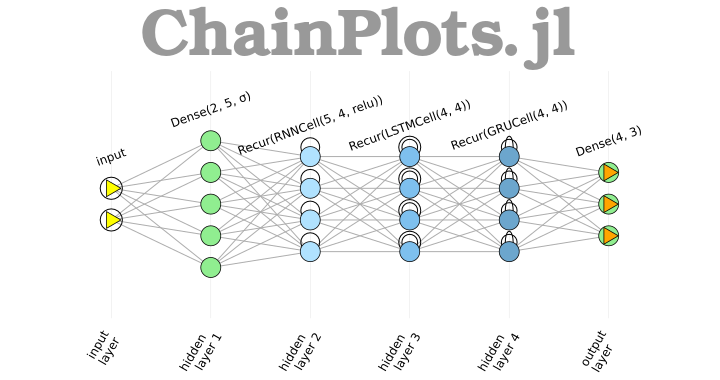 ChainPlots.jl
input
Dense(2, 5, σ)
Recur(RNNCell(5, 4, relu))
Recur(LSTMCell(4, 4))
Recur(GRUCell(4, 4))
Dense(4, 3)
input
layer
hidden
layer 1
hidden
layer 2
hidden
layer 3
hidden
layer 4
output
layer